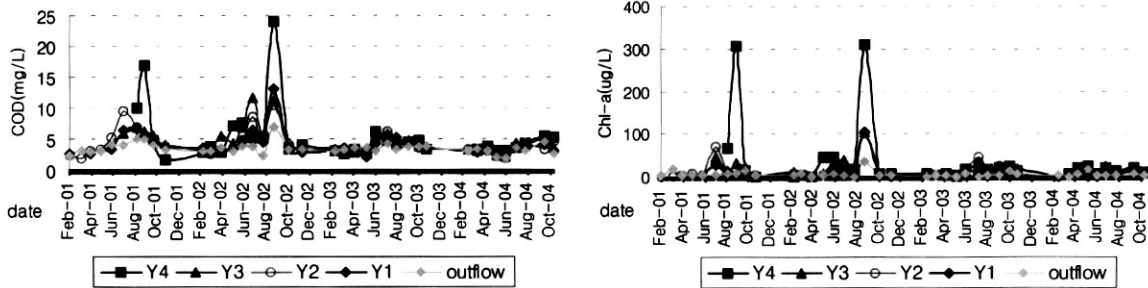 COD(mg/L)
25
20
15
10
5
0
date
Feb-01
Apr-01
Jun-01
Aug-01
Oct-01
Dec-01
Feb-02
Apr-02
Jun-02
Aug-02
Oct-02
Dec-02
Feb-03
Apr-03
Jun-03
Aug-03
Oct-03
Dec-03
Feb-04
Apr-04
Jun-04
Aug-04
Oct-04
Y4 Y3 Y2 Y1 outflow
Chl-a(ug/L)
400
300
200
100
0
date
Feb-01
Apr-01
Jun-01
Aug-01
Oct-01
Dec-01
Feb-02
Apr-02
Jun-02
Aug-02
Oct-02
Dec-02
Feb-03
Apr-03
Jun-03
Aug-03
Oct-03
Dec-03
Feb-04
Apr-04
Jun-04
Aug-04
Oct-04
Y4 Y3 Y2 Y1 outflow